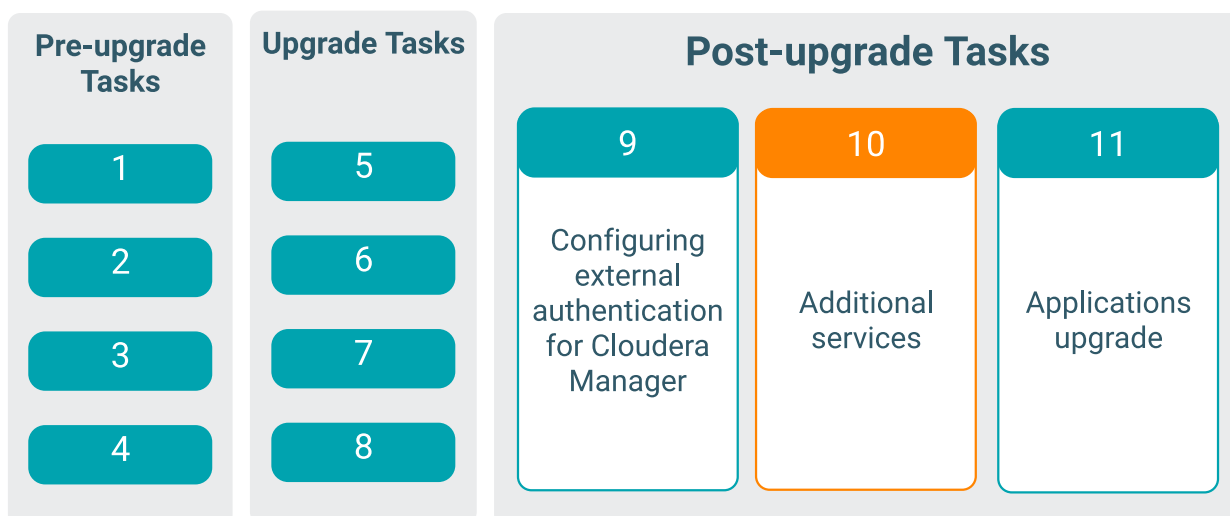 Pre-upgrade
Tasks
1
2
3
4
Upgrade Tasks
5
6
7
8
Post-upgrade Tasks
9
Configuring
external
authentication
for Cloudera
Manager
10
Additional
services
11
Applications
upgrade